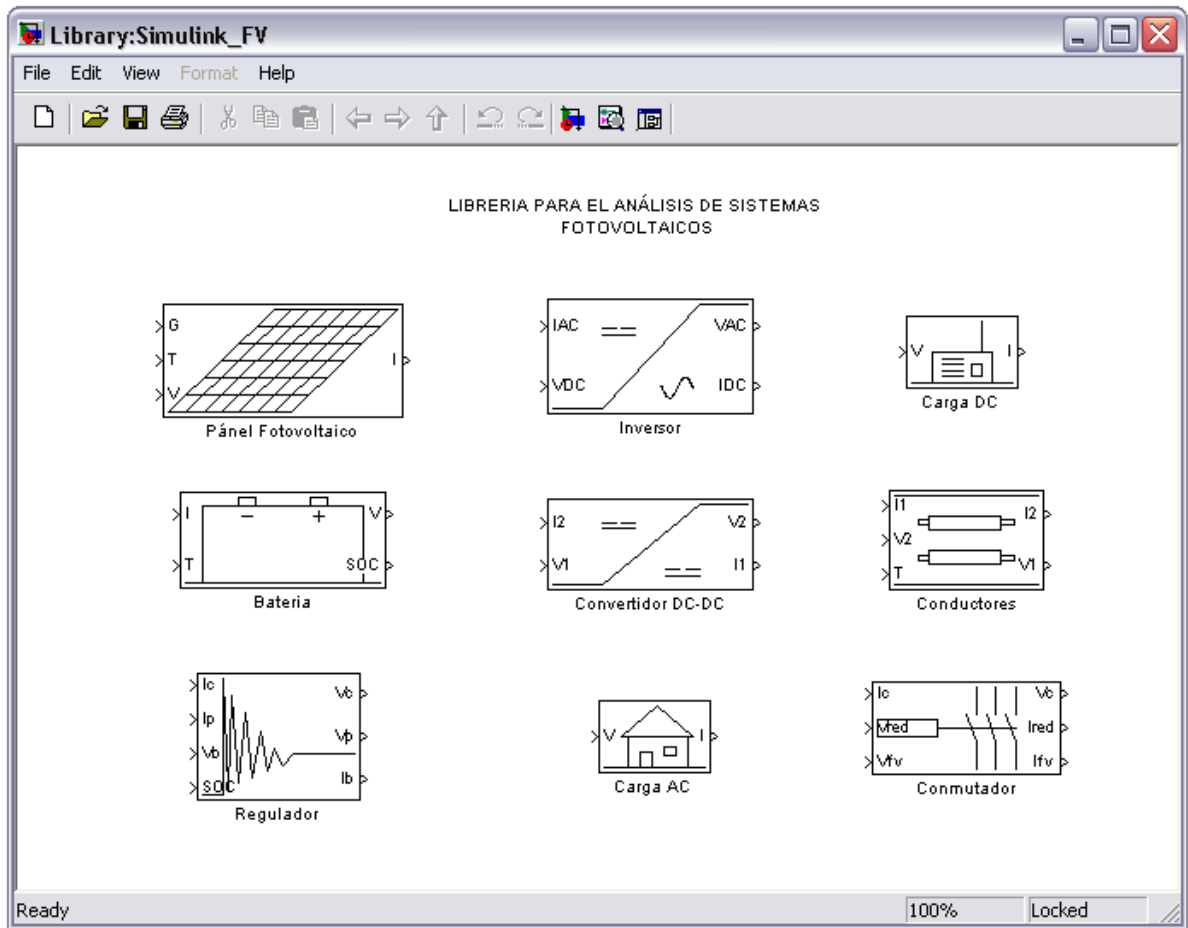 Library:Simulink_FV
File Edit View Format Help
LIBRERIA PARA EL ANÁLISIS DE SISTEMAS
FOTOVOLTAICOS
G
T
V
I
Pánel Fotovoltaico
IAC
VDC
VAC
IDC
Inversor
V
I
Carga DC
I
T
V
SOC
Bateria
I2
V1
V2
I1
Convertidor DC-DC
I1
V2
T
I2
V1
Conductores
Ic
Ip
Vb
SOC
Vc
Vp
Ib
Regulador
V
I
Carga AC
Ic
Vred
Vfv
Vc
Ired
Ifv
Conmutador
Ready
100%
Locked